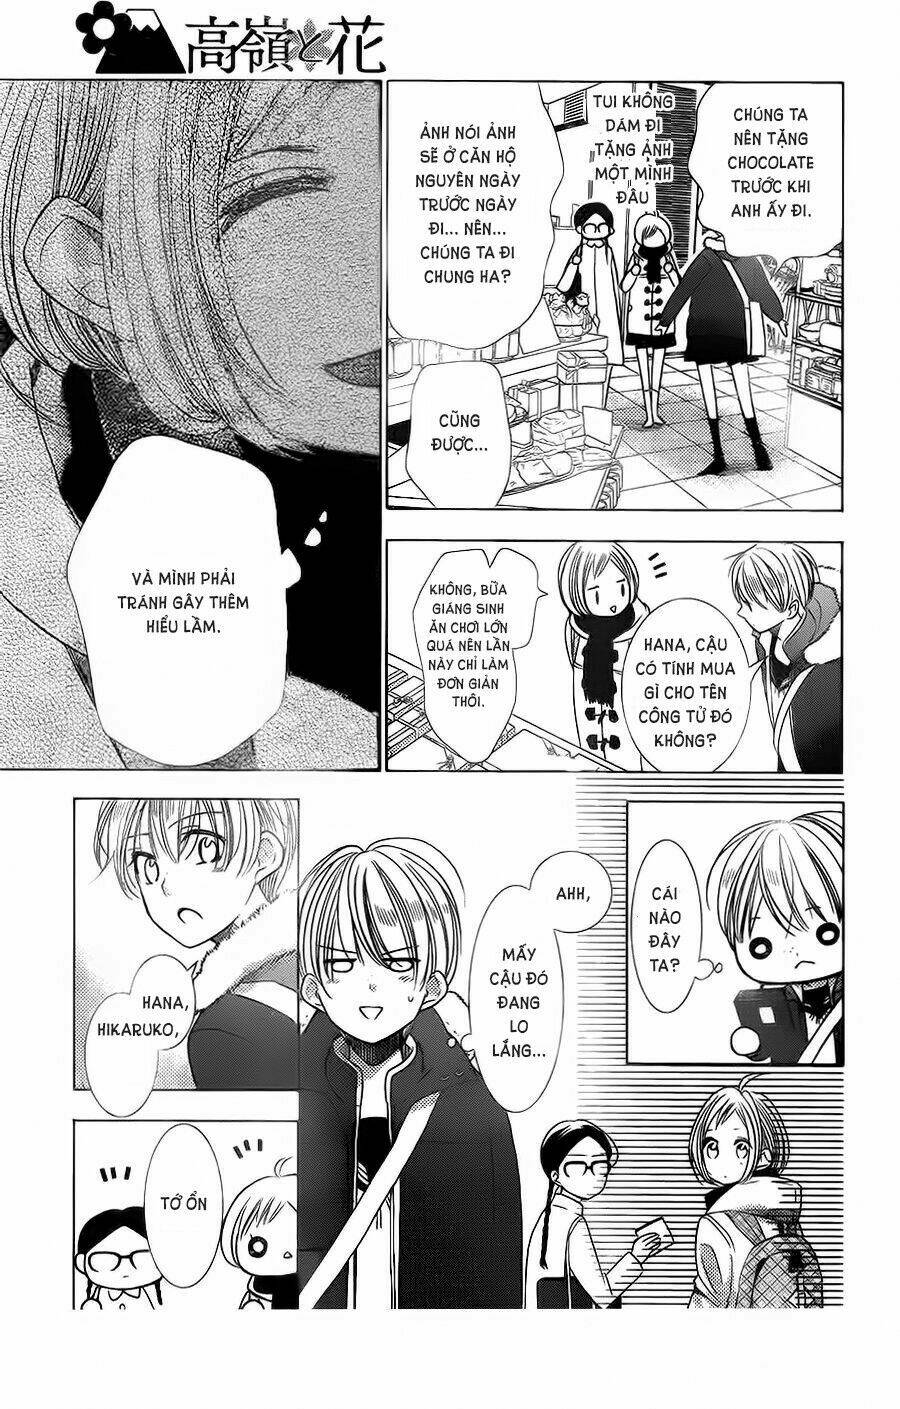 高嶺と花
CHÚNG TA
NÊN TẶNG
CHOCOLATE
TRƯỚC KHI
ANH ẤY ĐI.
TUI KHÔNG
DÁM ĐI
TẶNG ẢNH
MỘT MÌNH
ĐÂU
ẢNH NÓI ẢNH
SẼ Ở CĂN HỘ
NGUYÊN NGÀY
TRƯỚC NGÀY
ĐI... NÊN...
CHÚNG TA ĐI
CHUNG HA?
CŨNG
ĐƯỢC...
HANA, CẬU
CÓ TÍNH MUA
GÌ CHO TÊN
CÔNG TỬ ĐÓ
KHÔNG?
KHÔNG, BỮA
GIÁNG SINH
ĂN CHƠI LỚN
QUÁ NÊN LẦN
NÀY CHỈ LÀM
ĐƠN GIẢN
THÔI.
VÀ MÌNH PHẢI
TRÁNH GÂY THÊM
HIỂU LẦM.
CÁI
NÀO
ĐÂY
TA?
AHH,
MẤY
CẬU ĐÓ
ĐANG
LO
LẮNG...
HANA,
HIKARUKO,
TỚ ỔN